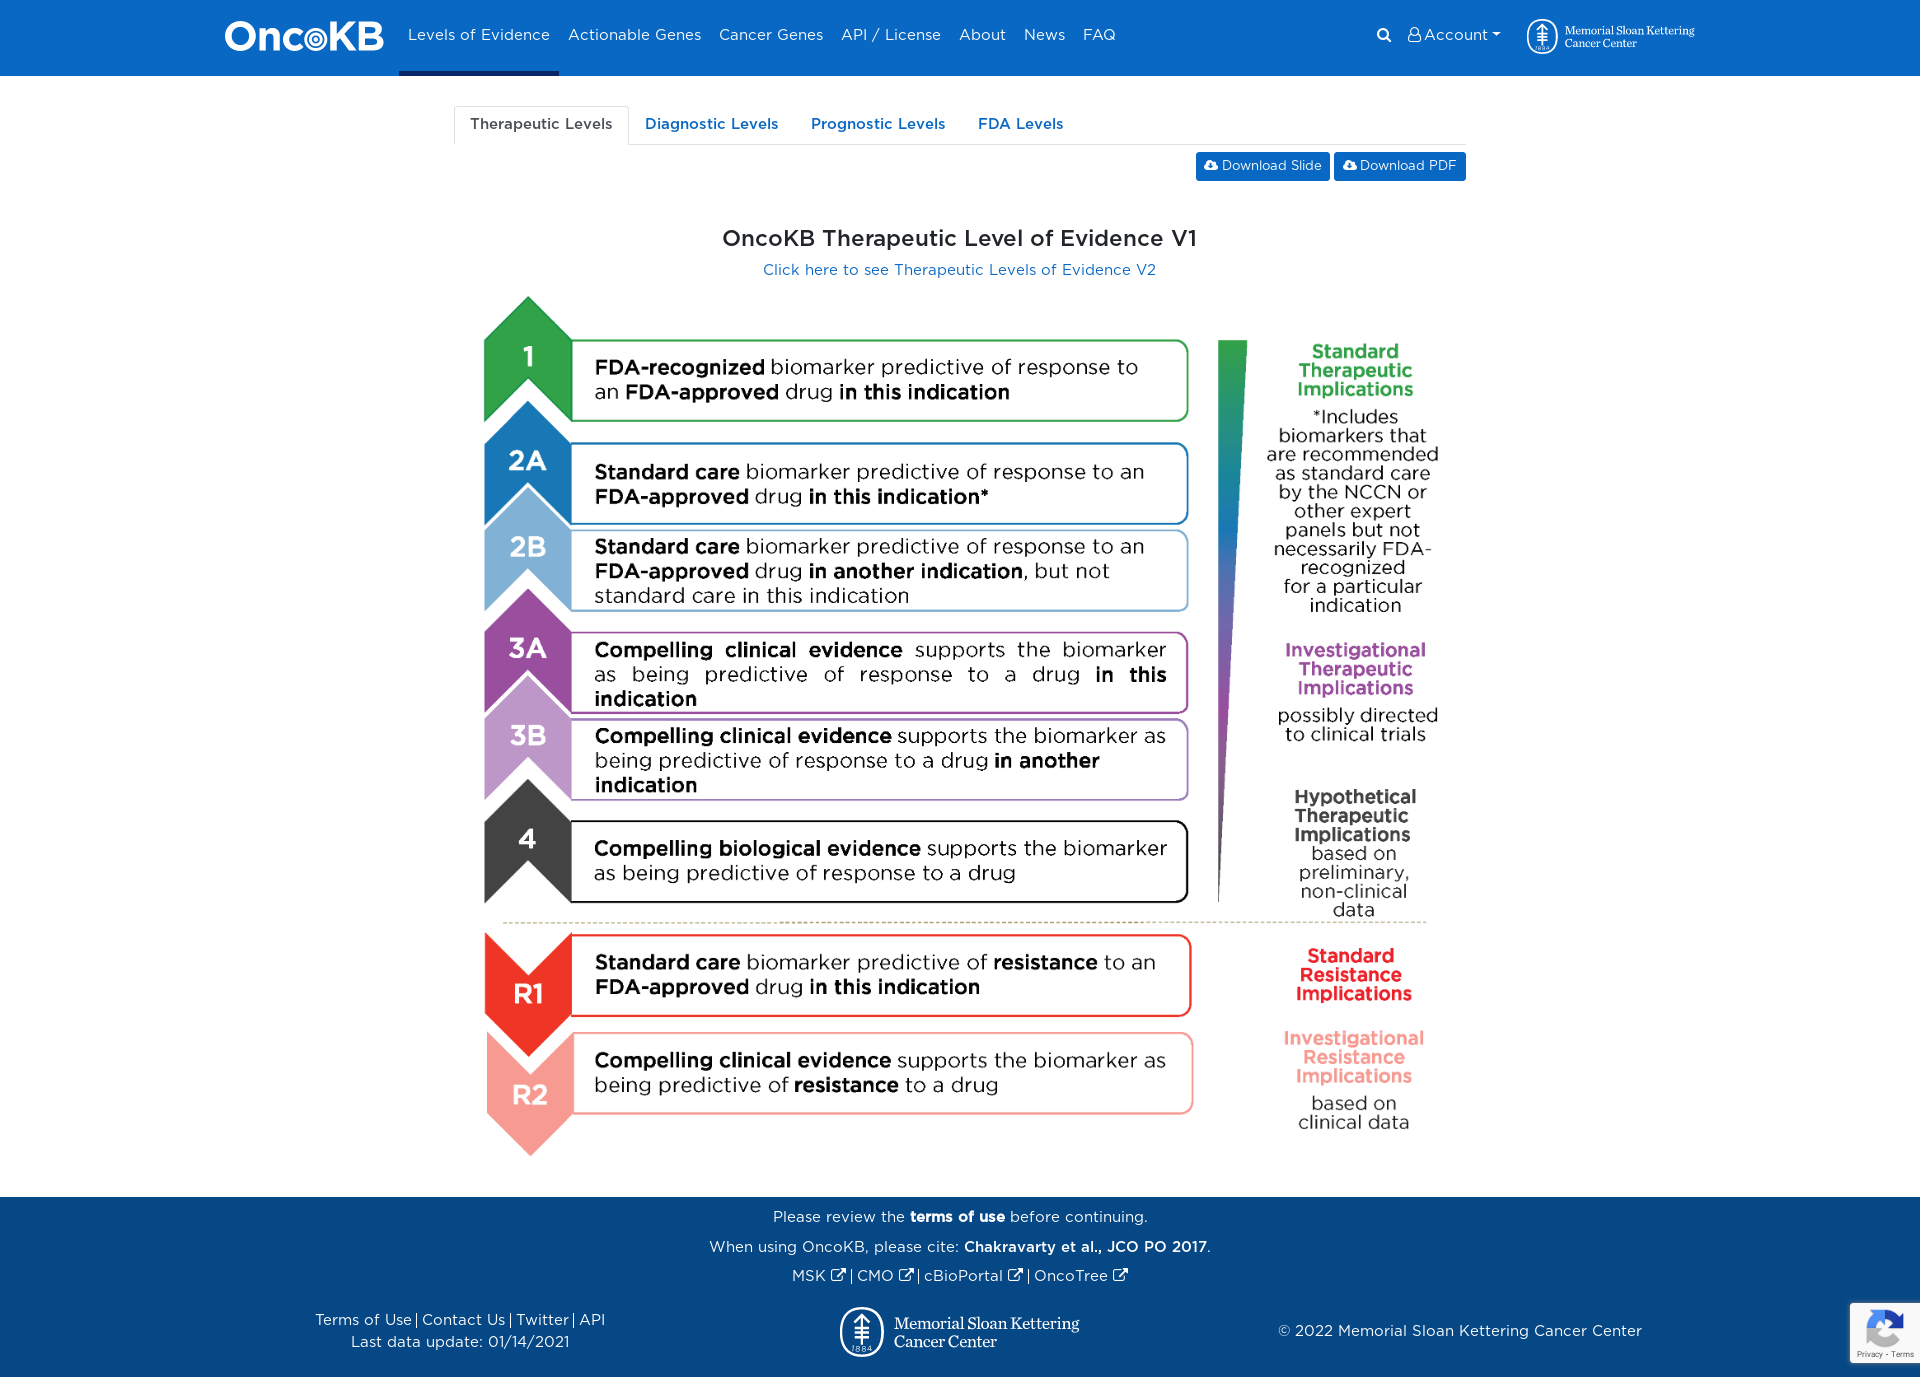 OncoKB Levels of Evidence Actionable Genes Cancer Genes API / License About News FAQ Account Memorial Sloan Kettering
Cancer Center
1884
Therapeutic Levels Diagnostic Levels Prognostic Levels FDA Levels
Download Slide Download PDF
OncoKB Therapeutic Level of Evidence V1
Click here to see Therapeutic Levels of Evidence V2
1
FDA-recognized biomarker predictive of response to
an FDA-approved drug in this indication
2A
Standard care biomarker predictive of response to an
FDA-approved drug in this indication*
2B
Standard care biomarker predictive of response to an
FDA-approved drug in another indication, but not
standard care in this indication
3A
Compelling clinical evidence supports the biomarker
as being predictive of response to a drug in this
indication
3B
Compelling clinical evidence supports the biomarker as
being predictive of response to a drug in another
indication
4
Compelling biological evidence supports the biomarker
as being predictive of response to a drug
Standard
Therapeutic
Implications
*Includes
biomarkers that
are recommended
as standard care
by the NCCN or
other expert
panels but not
necessarily FDA-
recognized
for a particular
indication
Investigational
Therapeutic
Implications
possibly directed
to clinical trials
Hypothetical
Therapeutic
Implications
based on
preliminary,
non-clinical
data
R1
Standard care biomarker predictive of resistance to an
FDA-approved drug in this indication
Standard
Resistance
Implications
R2
Compelling clinical evidence supports the biomarker as
being predictive of resistance to a drug
Investigational
Resistance
Implications
based on
clinical data
Please review the terms of use before continuing.
When using OncoKB, please cite: Chakravarty et al., JCO PO 2017.
MSK | CMO | cBioPortal | OncoTree
Terms of Use | Contact Us | Twitter | API
Last data update: 01/14/2021
1884
Memorial Sloan Kettering
Cancer Center
© 2022 Memorial Sloan Kettering Cancer Center
Privacy - Terms